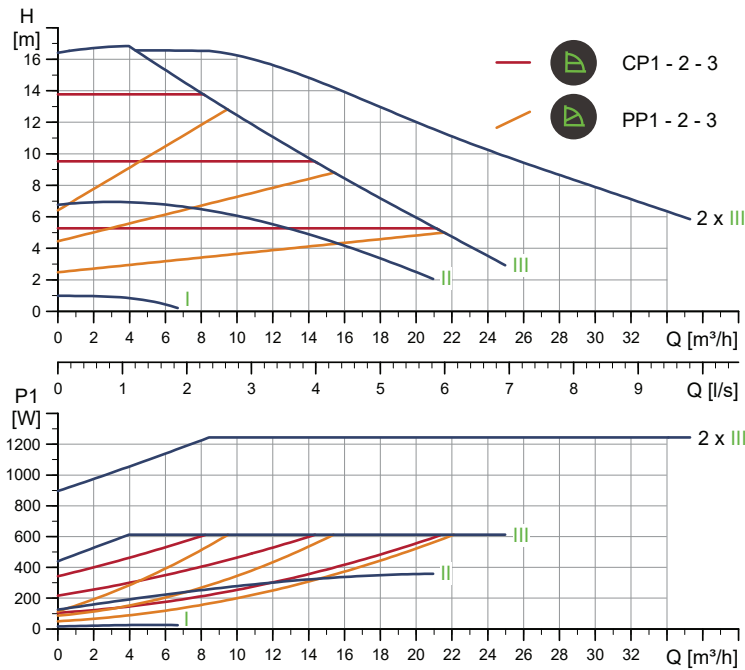 H
[m]
16
14
12
10
8
6
4
2
0
CP1 - 2 - 3
PP1 - 2 - 3
2 x III
III
II
I
0 2 4 6 8 10 12 14 16 18 20 22 24 26 28 30 32 Q [m³/h]
0 1 2 3 4 5 6 7 8 9 Q [l/s]
P1
[W]
1200
1000
800
600
400
200
0
2 x III
III
II
I
0 2 4 6 8 10 12 14 16 18 20 22 24 26 28 30 32 Q [m³/h]